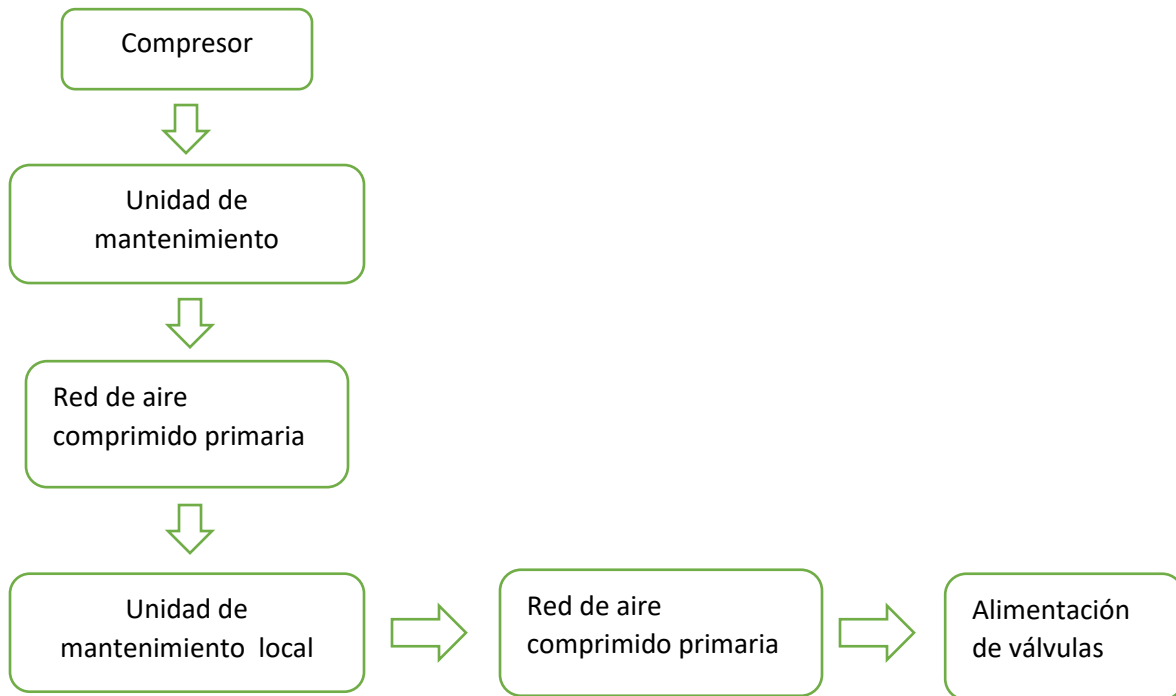 Compresor
Unidad de
mantenimiento
Red de aire
comprimido primaria
Unidad de
mantenimiento  local
Red de aire
comprimido primaria
Alimentación
de válvulas